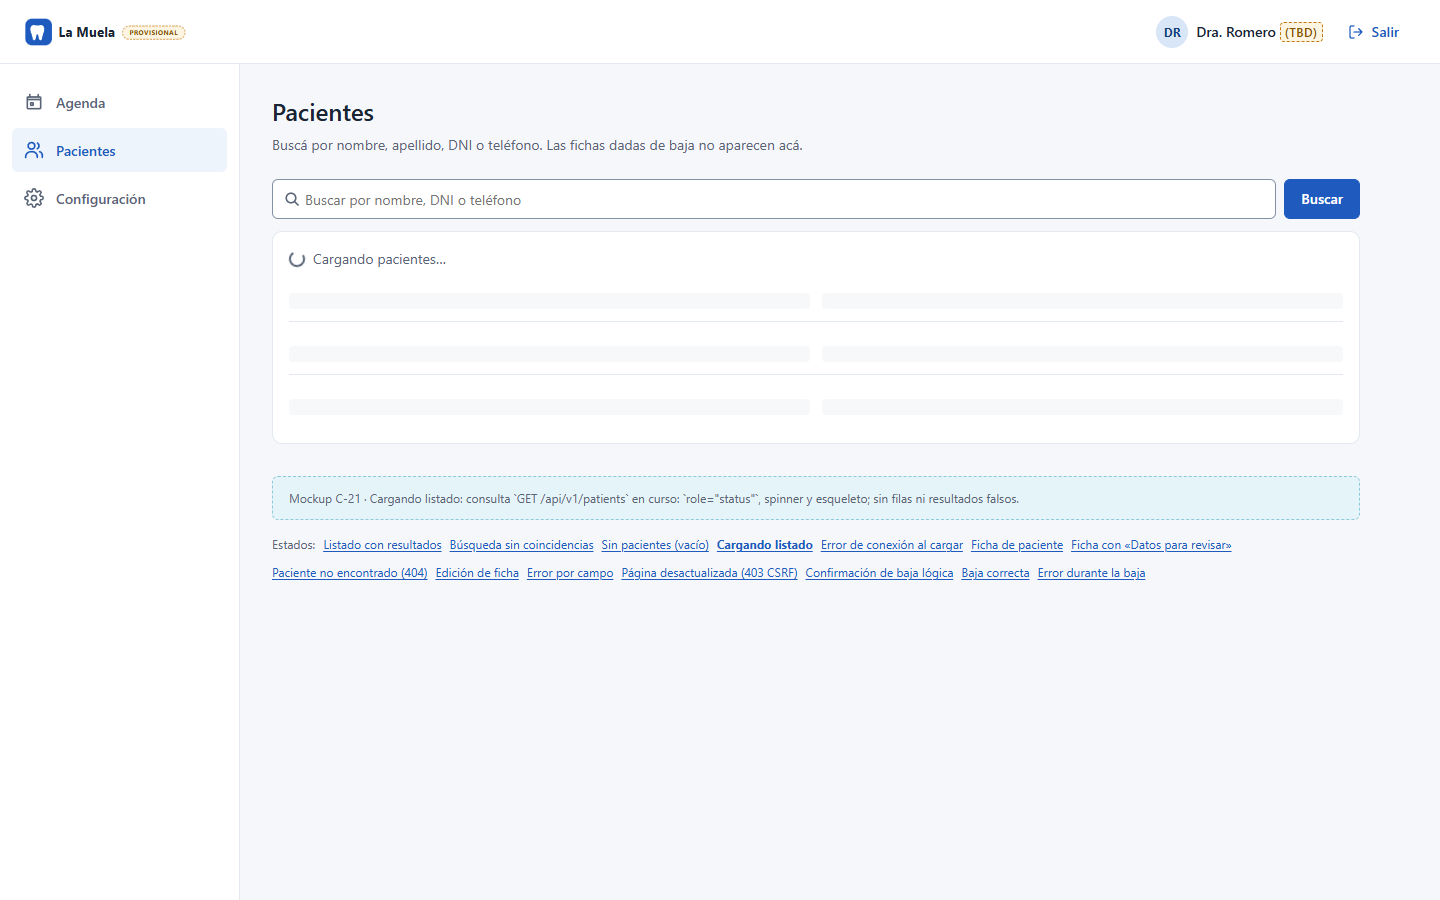 La Muela PROVISIONAL
DR Dra. Romero (TBD) Salir
Agenda
Pacientes
Configuración
Pacientes
Buscá por nombre, apellido, DNI o teléfono. Las fichas dadas de baja no aparecen acá.
Buscar por nombre, DNI o teléfono
Buscar
Cargando pacientes…
Mockup C-21 · Cargando listado: consulta `GET /api/v1/patients` en curso: `role="status"`, spinner y esqueleto; sin filas ni resultados falsos.
Estados: Listado con resultados Búsqueda sin coincidencias Sin pacientes (vacío) Cargando listado Error de conexión al cargar Ficha de paciente Ficha con «Datos para revisar»
Paciente no encontrado (404) Edición de ficha Error por campo Página desactualizada (403 CSRF) Confirmación de baja lógica Baja correcta Error durante la baja